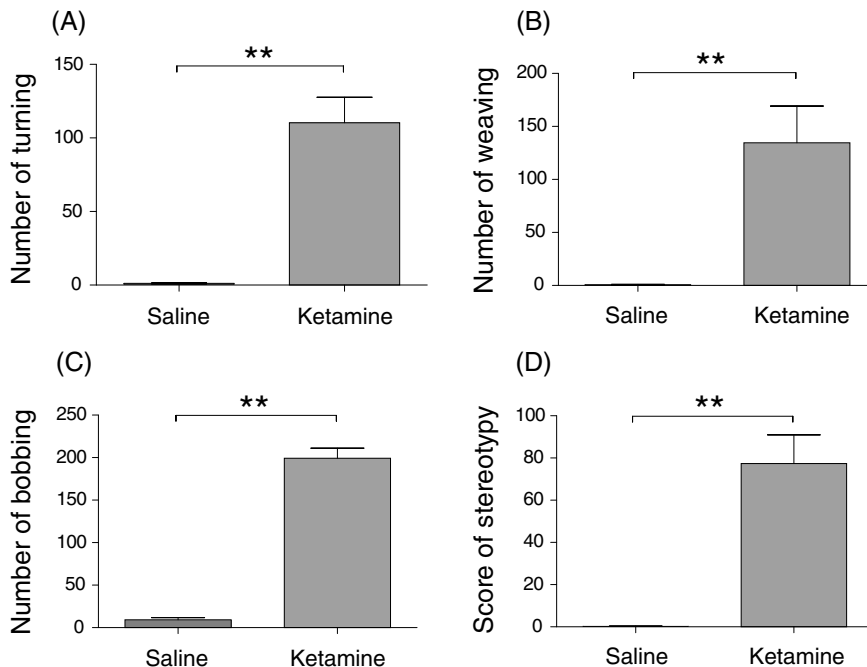 (A)
**
Number of turning
150
100
50
0
Saline Ketamine
(B)
**
Number of weaving
200
150
100
50
0
Saline Ketamine
(C)
**
Number of bobbing
250
200
150
100
50
0
Saline Ketamine
(D)
**
Score of stereotypy
100
80
60
40
20
0
Saline Ketamine